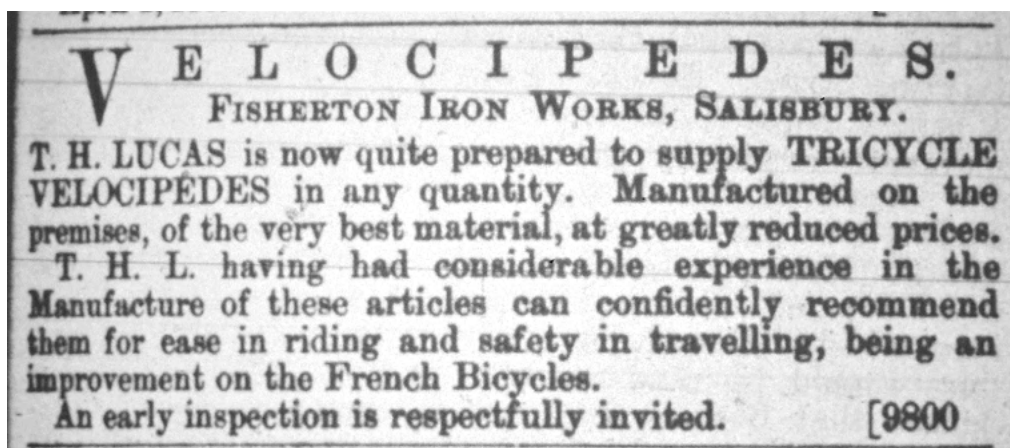 VELOCIPEDES.
FISHERTON IRON WORKS, SALISBURY.
T. H. LUCAS is now quite prepared to supply TRICYCLE
VELOCIPEDES in any quantity. Manufactured on the
premises, of the very best material, at greatly reduced prices.
T. H. L. having had considerable experience in the
Manufacture of these articles can confidently recommend
them for ease in riding and safety in travelling, being an
improvement on the French Bicycles.
An early inspection is respectfully invited. [9800